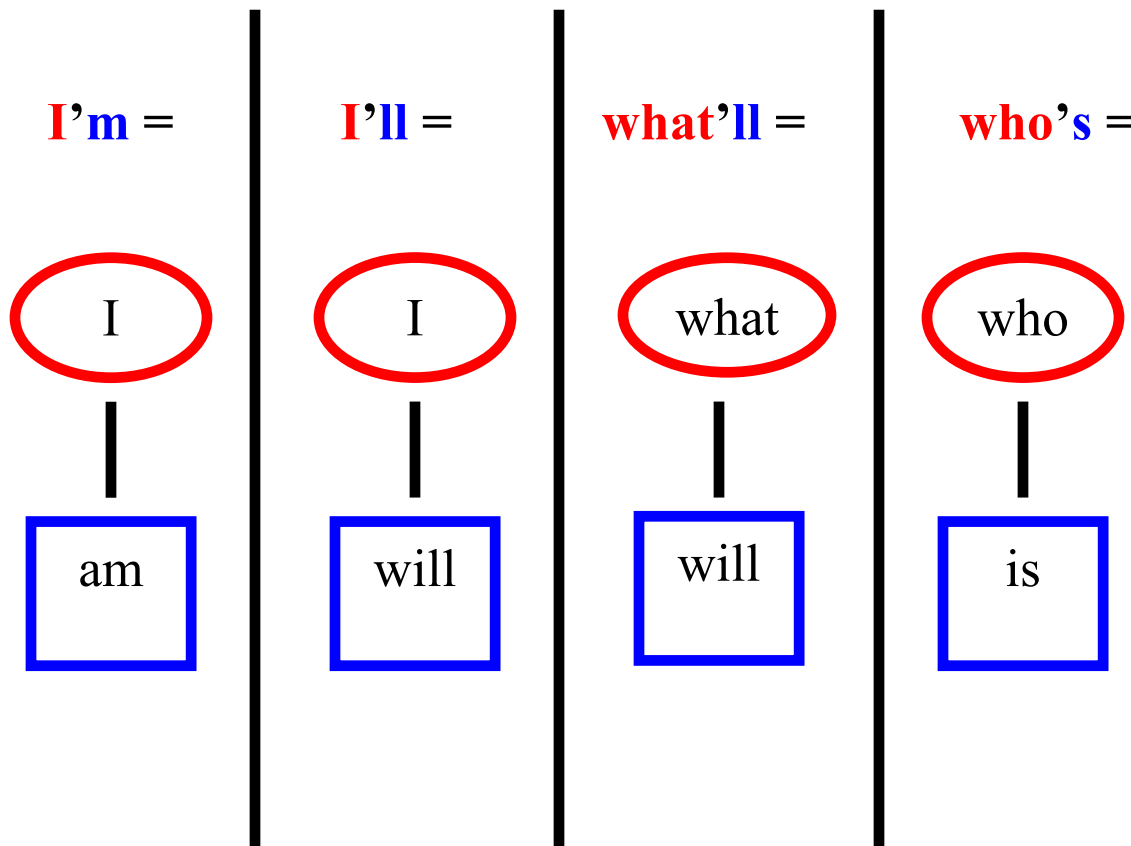 I’m =
I
am
I’ll =
I
will
what’ll =
what
will
who’s =
who
is